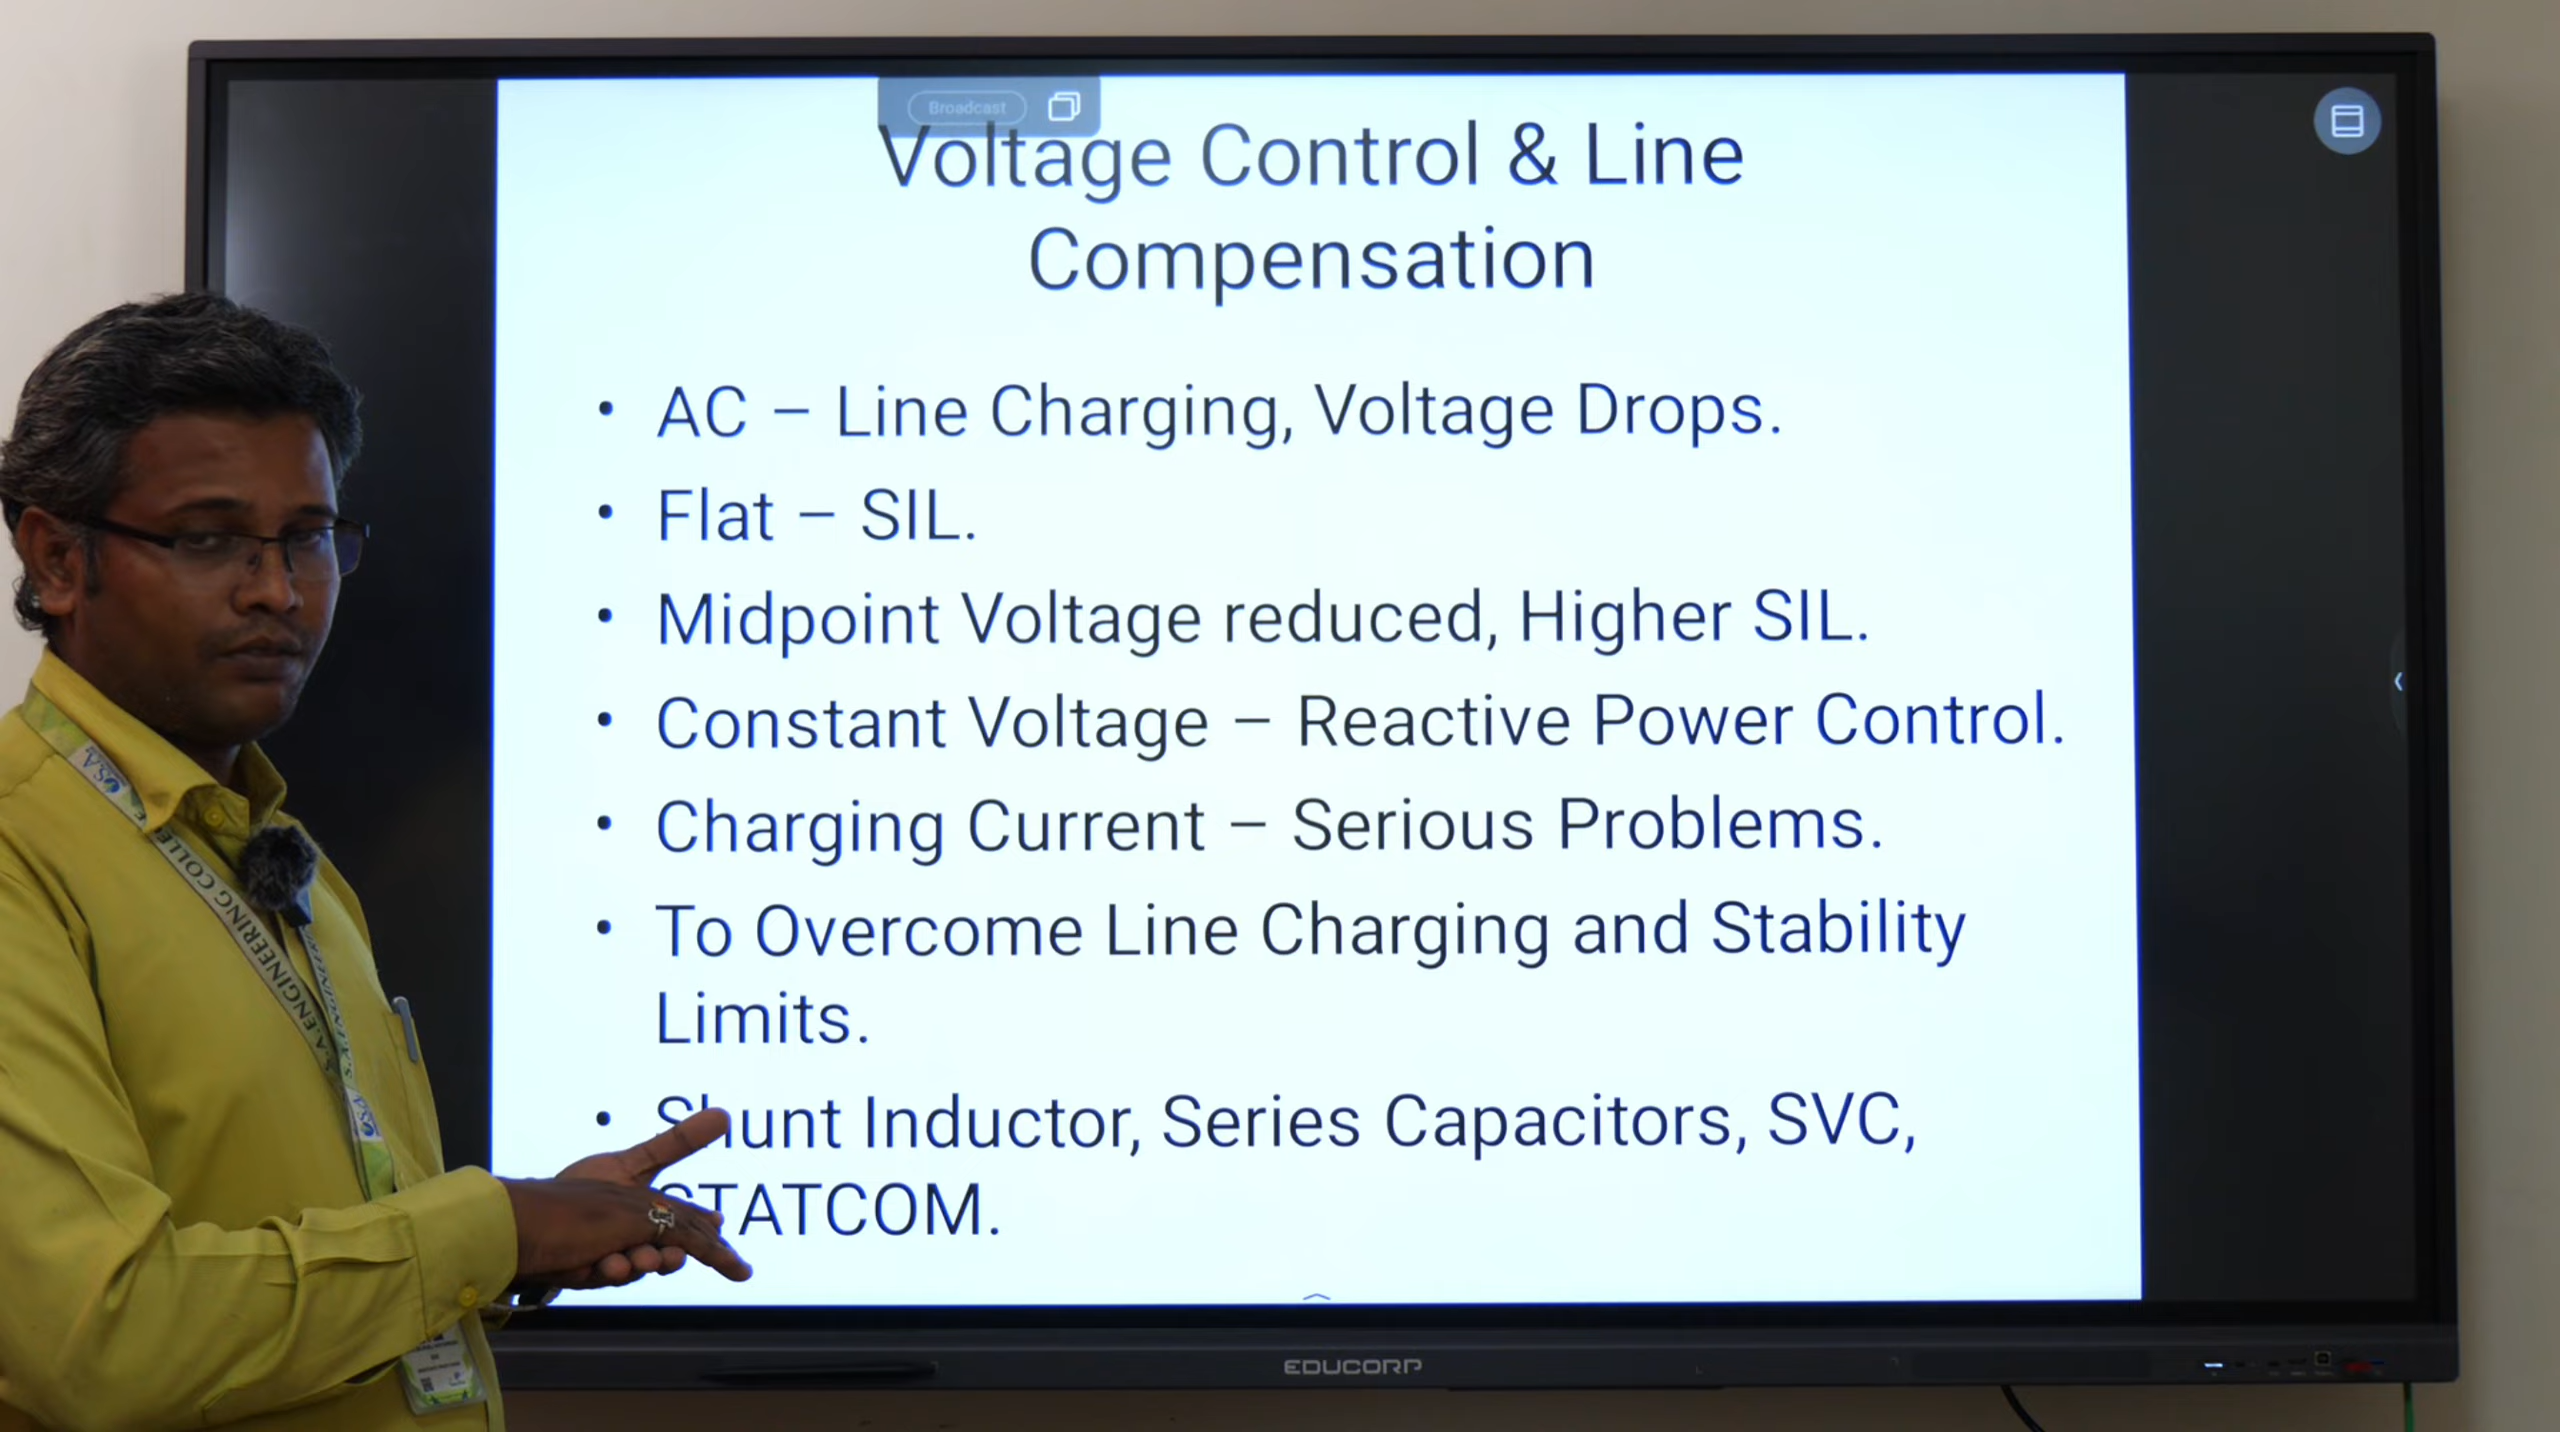 Broadcast
Voltage Control & Line
Compensation
• AC – Line Charging, Voltage Drops.
• Flat – SIL.
• Midpoint Voltage reduced, Higher SIL.
• Constant Voltage – Reactive Power Control.
• Charging Current – Serious Problems.
• To Overcome Line Charging and Stability
Limits.
• Shunt Inductor, Series Capacitors, SVC,
STATCOM.
S.A
S.A.ENGINEERING COLLE
S.A
EDUCORP